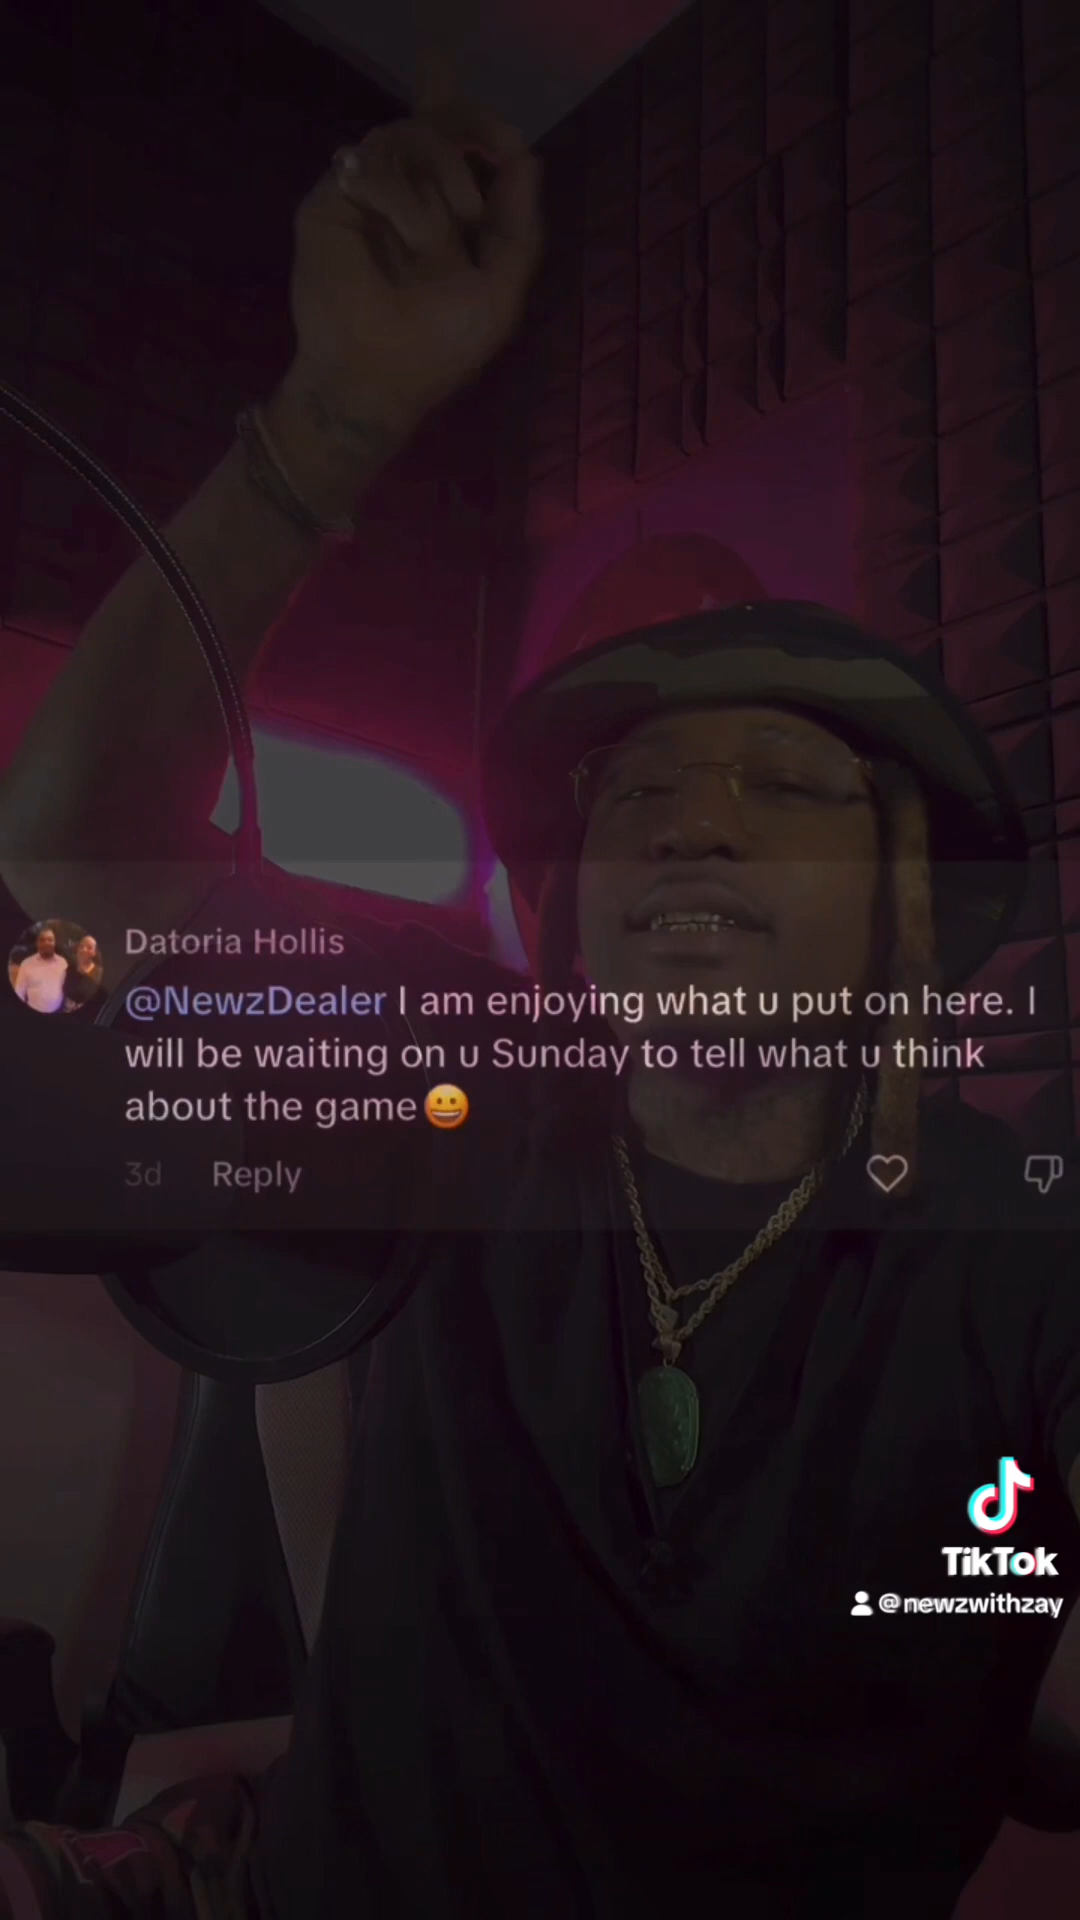 Datoria Hollis
@NewzDealer I am enjoying what u put on here. I
will be waiting on u Sunday to tell what u think
about the game😀
3d Reply
TikTok
@newzwithzay